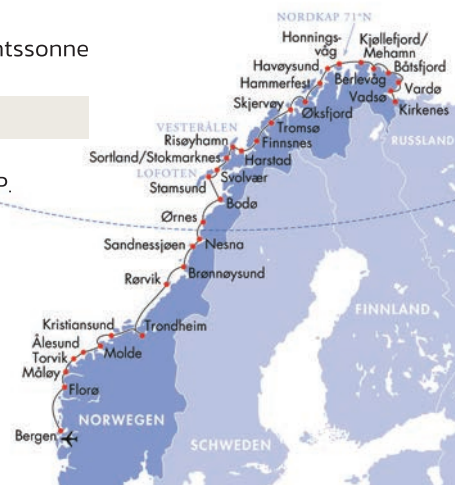 ntssonne
P.
NORDKAP 71°N
Honnings-
våg
Kjøllefjord/
Mehamn
Havøysund
Berlevåg
Båtsfjord
Hammerfest
Vadsø
Vardø
Skjervøy
Øksfjord
Kirkenes
Tromsø
RUSSLAND
VESTERÅLEN
Risøyhamn
Finnsnes
Sortland/Stokmarknes
Harstad
LOFOTEN
Svolvær
Stamsund
Bodø
Ørnes
Sandnessjøen
Nesna
Rørvik
Brønnøysund
FINNLAND
Kristiansund
Trondheim
Ålesund
Molde
Torvik
Måløy
Florø
NORWEGEN
Bergen
SCHWEDEN